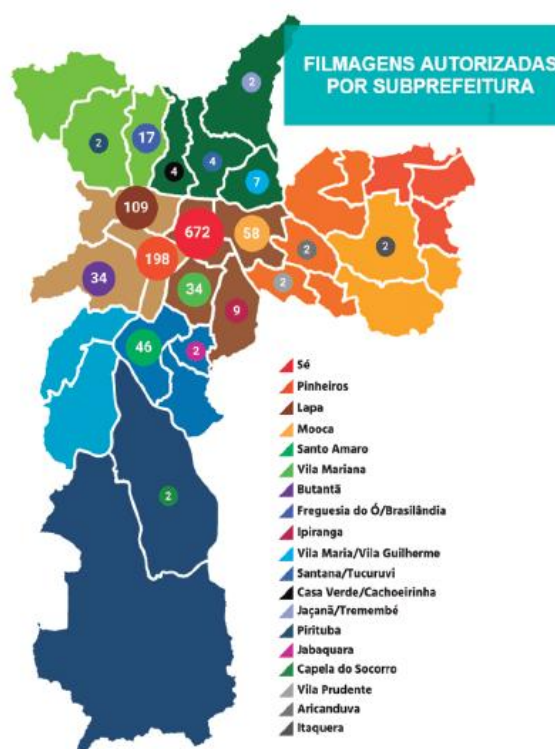 FILMAGENS AUTORIZADAS
POR SUBPREFEITURA
2
17
2
4
4
7
109
672
58
198
2
2
34
34
2
9
46
2
2
Sé
Pinheiros
Lapa
Mooca
Santo Amaro
Vila Mariana
Butantã
Freguesia do Ó/Brasilândia
Ipiranga
Vila Maria/Vila Guilherme
Santana/Tucuruvi
Casa Verde/Cachoeirinha
Jaçanã/Tremembé
Pirituba
Jabaquara
Capela do Socorro
Vila Prudente
Aricanduva
Itaquera